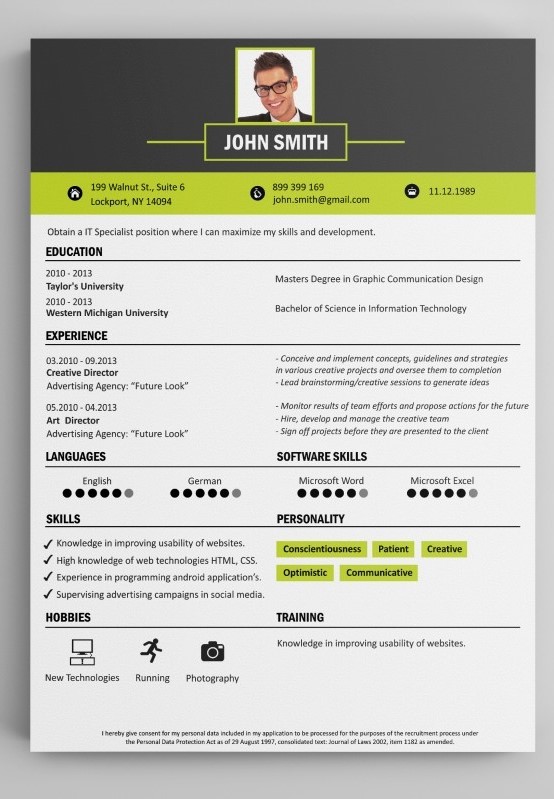 JOHN SMITH
199 Walnut St., Suite 6
Lockport, NY 14094
899 399 169
john.smith@gmail.com
11.12.1989
Obtain a IT Specialist position where I can maximize my skills and development.
EDUCATION
2010 - 2013
Taylor's University
Masters Degree in Graphic Communication Design
2010 - 2013
Western Michigan University
Bachelor of Science in Information Technology
EXPERIENCE
03.2010 - 09.2013
Creative Director
Advertising Agency: “Future Look”
- Conceive and implement concepts, guidelines and strategies
in various creative projects and oversee them to completion
- Lead brainstorming/creative sessions to generate ideas
05.2010 - 04.2013
Art Director
Advertising Agency: “Future Look”
- Monitor results of team efforts and propose actions for the future
- Hire, develop and manage the creative team
- Sign off projects before they are presented to the client
LANGUAGES
English
German
SOFTWARE SKILLS
Microsoft Word
Microsoft Excel
SKILLS
Knowledge in improving usability of websites.
High knowledge of web technologies HTML, CSS.
Experience in programming android application's.
Supervising advertising campaigns in social media.
PERSONALITY
Conscientiousness
Patient
Creative
Optimistic
Communicative
HOBBIES
New Technologies
Running
Photography
TRAINING
Knowledge in improving usability of websites.
I hereby give consent for my personal data included in my application to be processed for the purposes of the recruitment process under
the Personal Data Protection Act as of 29 August 1997, consolidated text: Journal of Laws 2002, item 1182 as amended.